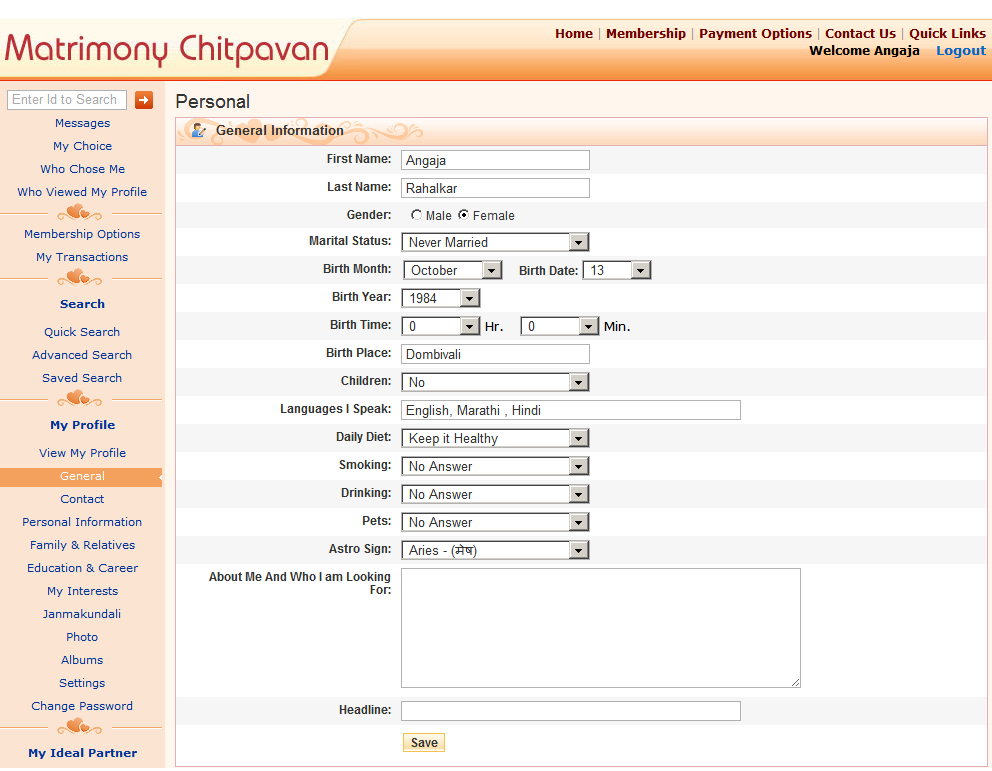 Matrimony Chitpavan
Home | Membership | Payment Options | Contact Us | Quick Links
Welcome Angaja Logout
Enter Id to Search
Messages
My Choice
Who Chose Me
Who Viewed My Profile
Membership Options
My Transactions
Search
Quick Search
Advanced Search
Saved Search
My Profile
View My Profile
General
Contact
Personal Information
Family & Relatives
Education & Career
My Interests
Janmakundali
Photo
Albums
Settings
Change Password
My Ideal Partner
Personal
General Information
First Name: Angaja
Last Name: Rahalkar
Gender: Male Female
Marital Status: Never Married
Birth Month: October Birth Date: 13
Birth Year: 1984
Birth Time: 0 Hr. 0 Min.
Birth Place: Dombivali
Children: No
Languages I Speak: English, Marathi , Hindi
Daily Diet: Keep it Healthy
Smoking: No Answer
Drinking: No Answer
Pets: No Answer
Astro Sign: Aries - (मेष)
About Me And Who I am Looking
For:
Headline:
Save